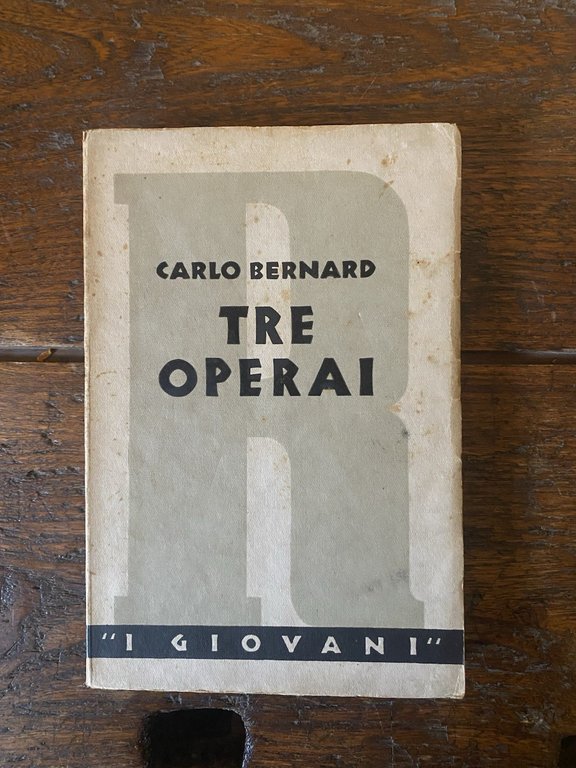 R
CARLO BERNARD
TRE
OPERAI
"I GIOVANI"